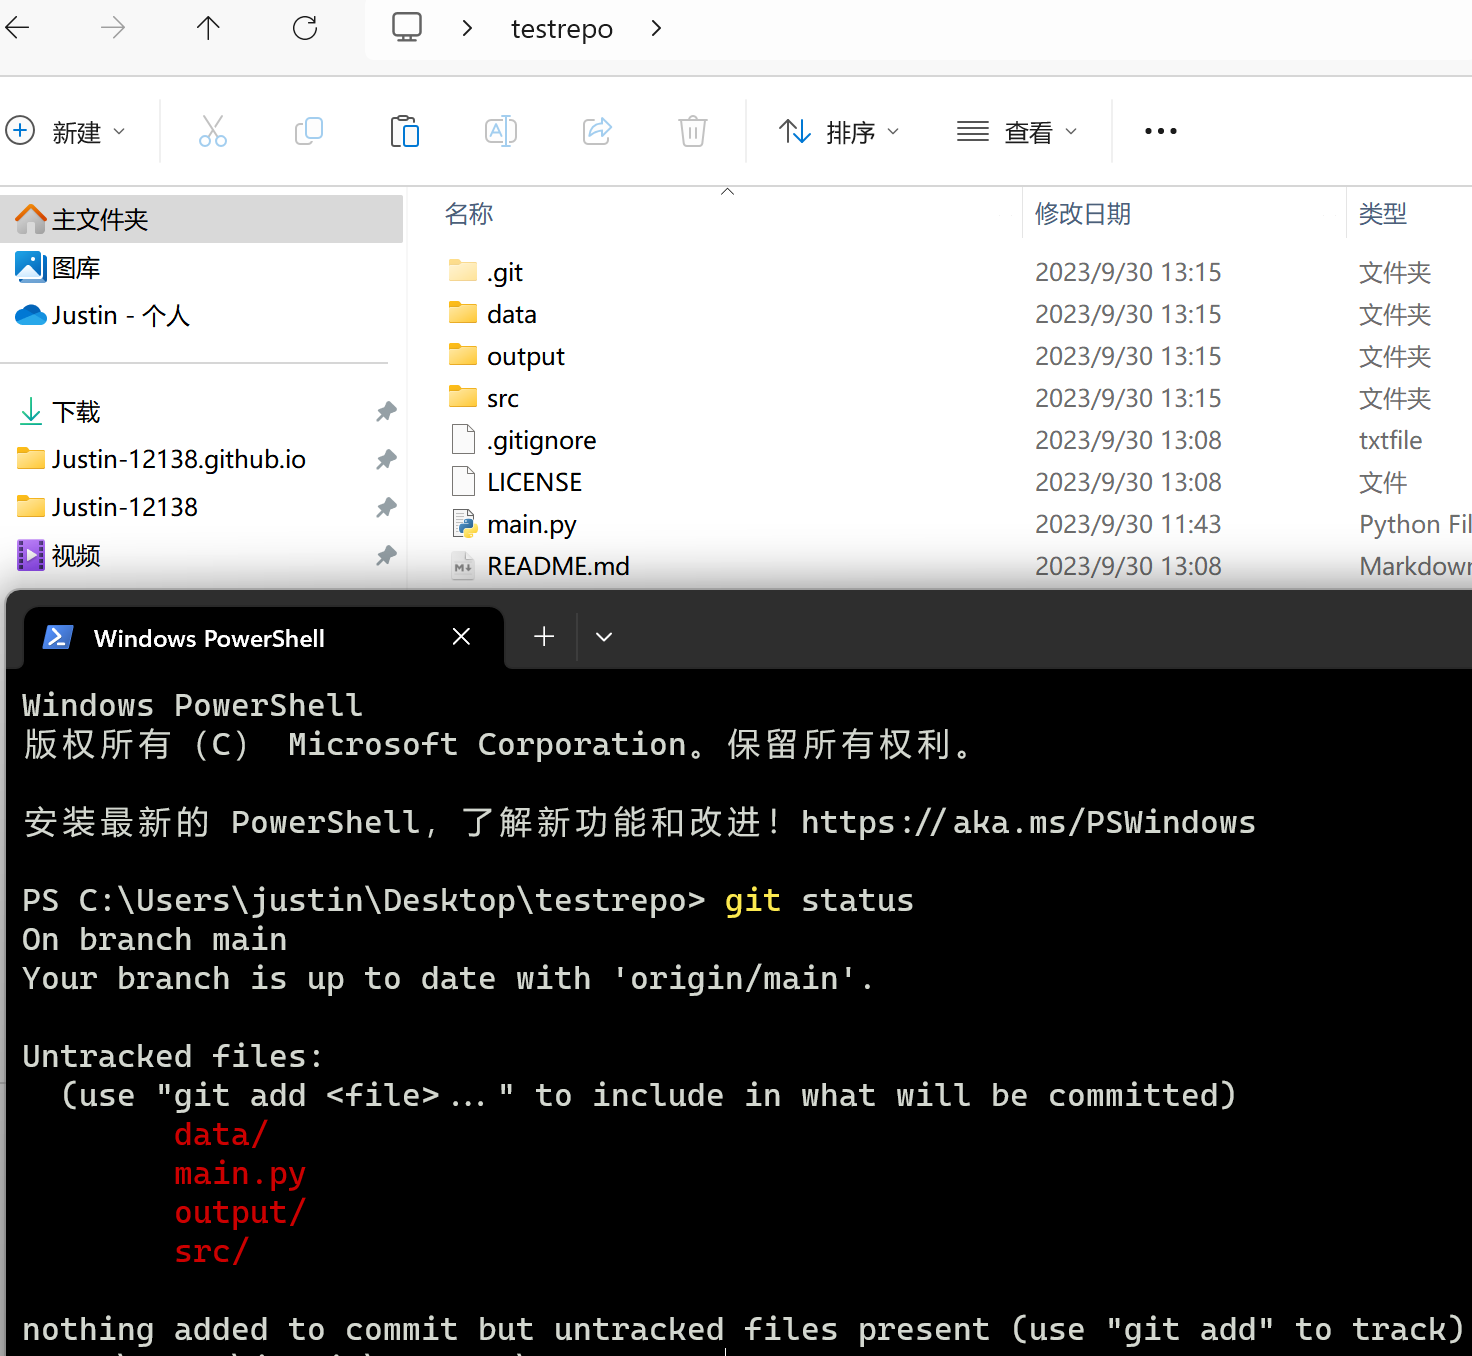 testrepo
新建
排序
查看
主文件夹
图库
Justin - 个人
下载
Justin-12138.github.io
Justin-12138
视频
名称 修改日期 类型
.git 2023/9/30 13:15 文件夹
data 2023/9/30 13:15 文件夹
output 2023/9/30 13:15 文件夹
src 2023/9/30 13:15 文件夹
.gitignore 2023/9/30 13:08 txtfile
LICENSE 2023/9/30 13:08 文件
main.py 2023/9/30 11:43 Python Fil
README.md 2023/9/30 13:08 Markdown
Windows PowerShell
Windows PowerShell
版权所有 (C) Microsoft Corporation。保留所有权利。
安装最新的 PowerShell，了解新功能和改进！https://aka.ms/PSWindows
PS C:\Users\justin\Desktop\testrepo> git status
On branch main
Your branch is up to date with 'origin/main'.
Untracked files:
(use "git add <file>..." to include in what will be committed)
data/
main.py
output/
src/
nothing added to commit but untracked files present (use "git add" to track)